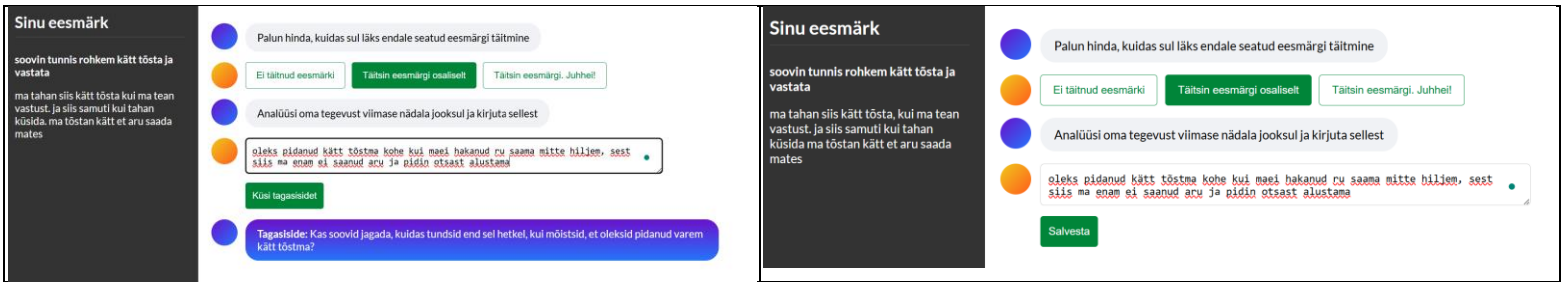 Sinu eesmärk
soovin tunnis rohkem kätt tõsta ja
vastata
ma tahan siis kätt tõsta kui ma tean
vastust. ja siis samuti kui tahan
küsida. ma tõstan kätt et aru saada
mates
Palun hinda, kuidas sul läks endale seatud eesmärgi täitmine
Ei täitnud eesmärki
Täitsin eesmärgi osaliselt
Täitsin eesmärgi. Juhhei!
Analüüsi oma tegevust viimase nädala jooksul ja kirjuta sellest
oleks pidanud kätt tõstma kohe kui maei hakanud ru saama mitte hiljem, sest
siis ma enam ei saanud aru ja pidin otsast alustama
Küsi tagasisidet
Tagasiside: Kas soovid jagada, kuidas tundsid end sel hetkel, kui mõistsid, et oleksid pidanud varem
kätt tõstma?
Sinu eesmärk
soovin tunnis rohkem kätt tõsta ja
vastata
ma tahan siis kätt tõsta, kui ma tean
vastust. ja siis samuti kui tahan
küsida ma tõstan kätt et aru saada
mates
Palun hinda, kuidas sul läks endale seatud eesmärgi täitmine
Ei täitnud eesmärki
Täitsin eesmärgi osaliselt
Täitsin eesmärgi. Juhhei!
Analüüsi oma tegevust viimase nädala jooksul ja kirjuta sellest
oleks pidanud kätt tõstma kohe kui maei hakanud ru saama mitte hiljem, sest
siis ma enam ei saanud aru ja pidin otsast alustama
Salvesta